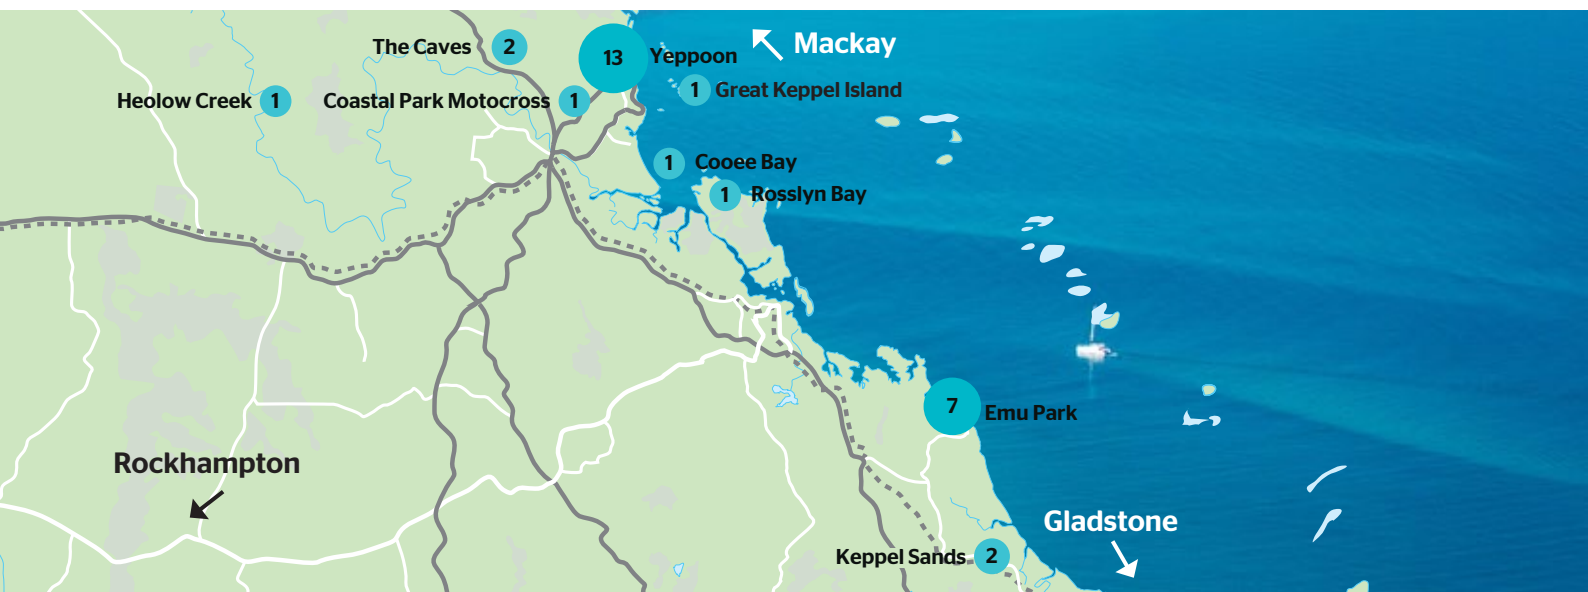 Mackay
The Caves 2
13 Yeppoon
1 Great Keppel Island
Heolow Creek 1
Coastal Park Motocross 1
1 Cooee Bay
1 Rosslyn Bay
7 Emu Park
Rockhampton
Gladstone
Keppel Sands 2